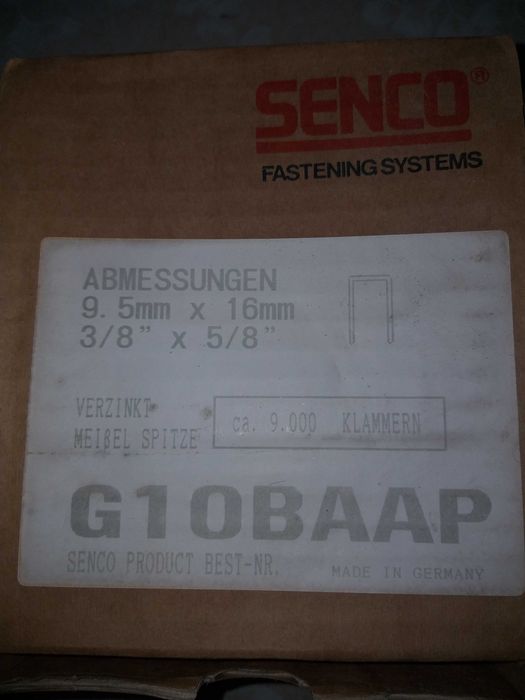 SENCO®
FASTENING SYSTEMS
ABMESSUNGEN
9.5mm x 16mm
3/8" x 5/8"
VERZINKT
MEIßEL SPITZE
ca. 9.000 KLAMMERN
G10BAAP
SENCO PRODUCT BEST-NR.
MADE IN GERMANY